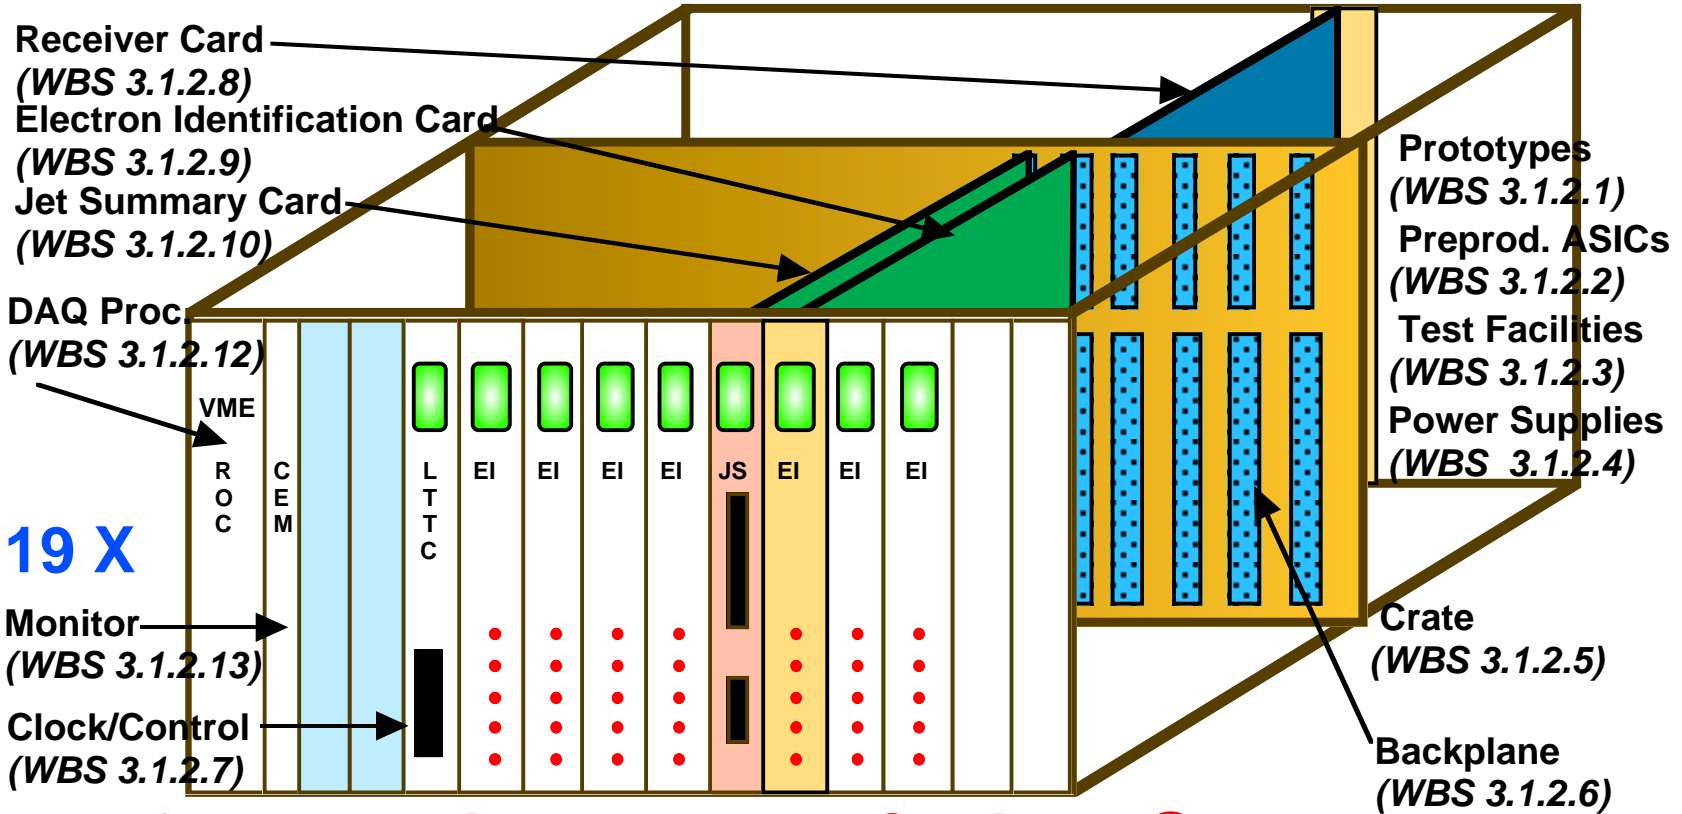 Receiver Card
(WBS 3.1.2.8)
Electron Identification Card
(WBS 3.1.2.9)
Jet Summary Card
(WBS 3.1.2.10)
DAQ Proc.
(WBS 3.1.2.12)
19 X
Monitor
(WBS 3.1.2.13)
Clock/Control
(WBS 3.1.2.7)
VME
ROC
CEM
LTTC
EI
EI
EI
EI
JS
EI
EI
EI
Prototypes
(WBS 3.1.2.1)
Preprod. ASICs
(WBS 3.1.2.2)
Test Facilities
(WBS 3.1.2.3)
Power Supplies
(WBS 3.1.2.4)
Crate
(WBS 3.1.2.5)
Backplane
(WBS 3.1.2.6)